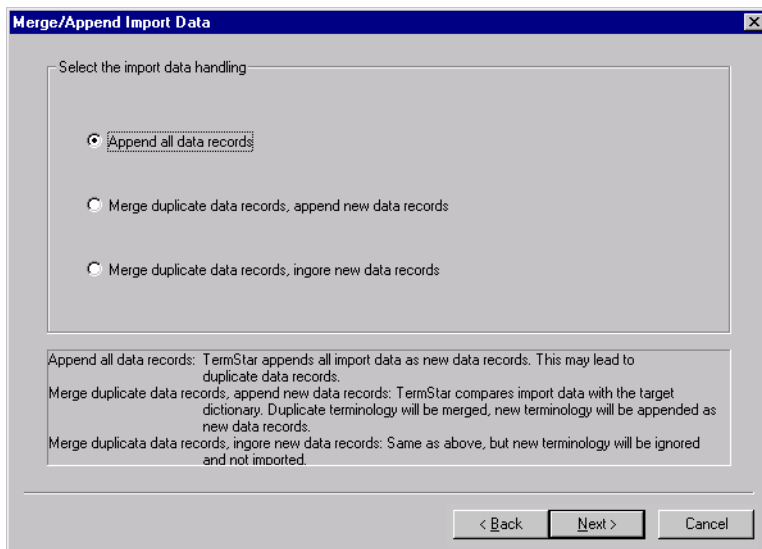 Merge/Append Import Data
Select the import data handling
Append all data records
Merge duplicate data records, append new data records
Merge duplicate data records, ingore new data records
Append all data records: TermStar appends all import data as new data records. This may lead to
duplicate data records.
Merge duplicate data records, append new data records: TermStar compares import data with the target
dictionary. Duplicate terminology will be merged, new terminology will be appended as
new data records.
Merge duplicata data records, ingore new data records: Same as above, but new terminology will be ignored
and not imported.
< Back
Next >
Cancel